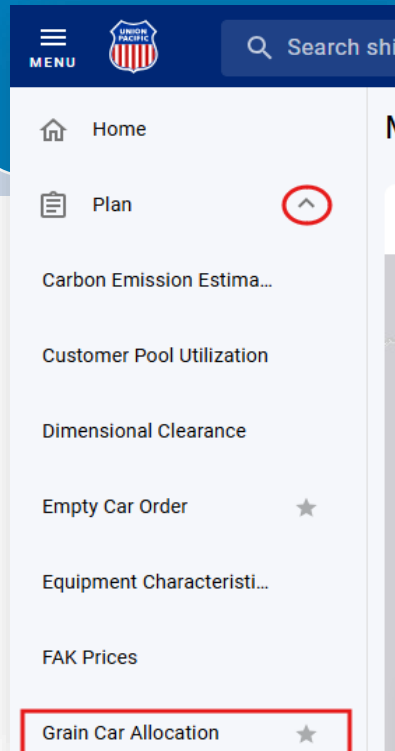 MENU
UNION
PACIFIC
Search shi
Home
Plan
Carbon Emission Estima...
Customer Pool Utilization
Dimensional Clearance
Empty Car Order
Equipment Characteristi...
FAK Prices
Grain Car Allocation